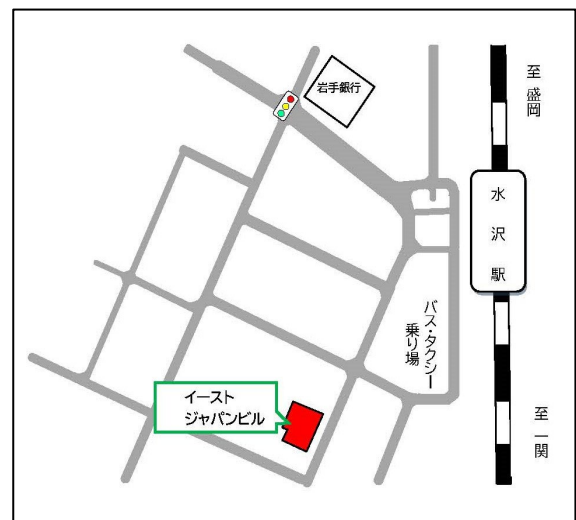 岩手銀行
至 盛岡
水沢駅
バス・タクシー
乗り場
イースト
ジャパンビル
至 一関